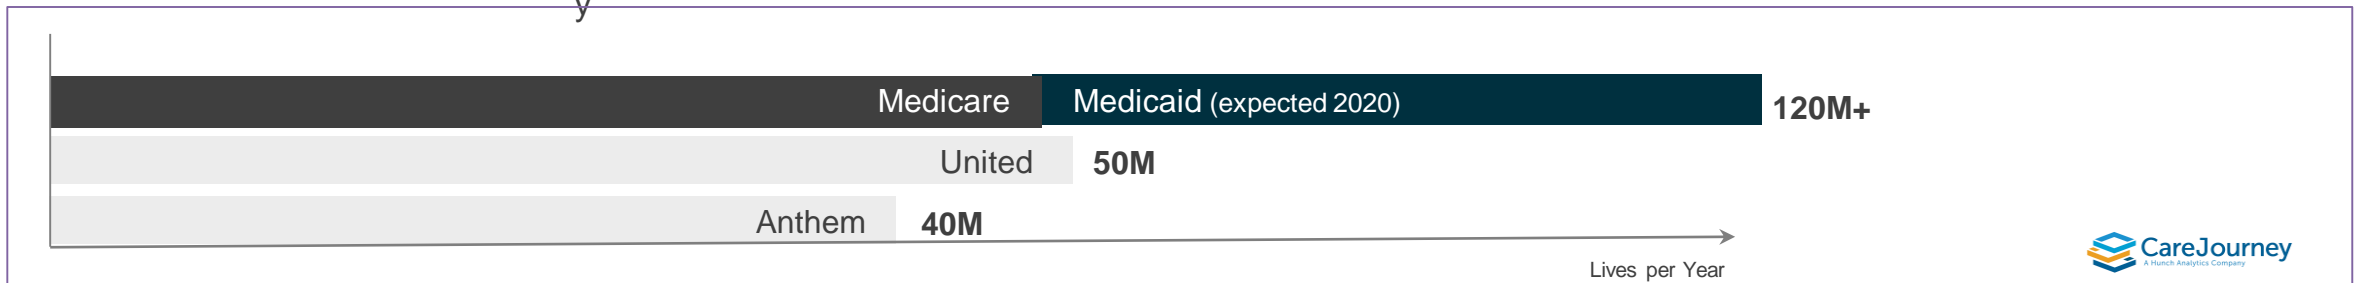 y
Medicare Medicaid (expected 2020) 120M+
United 50M
Anthem 40M
Lives per Year
CareJourney
A Hunch Analytics Company